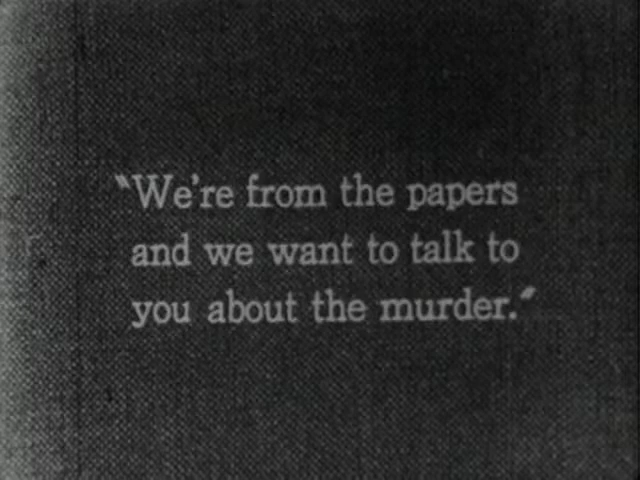 "We're from the papers
and we want to talk to
you about the murder."